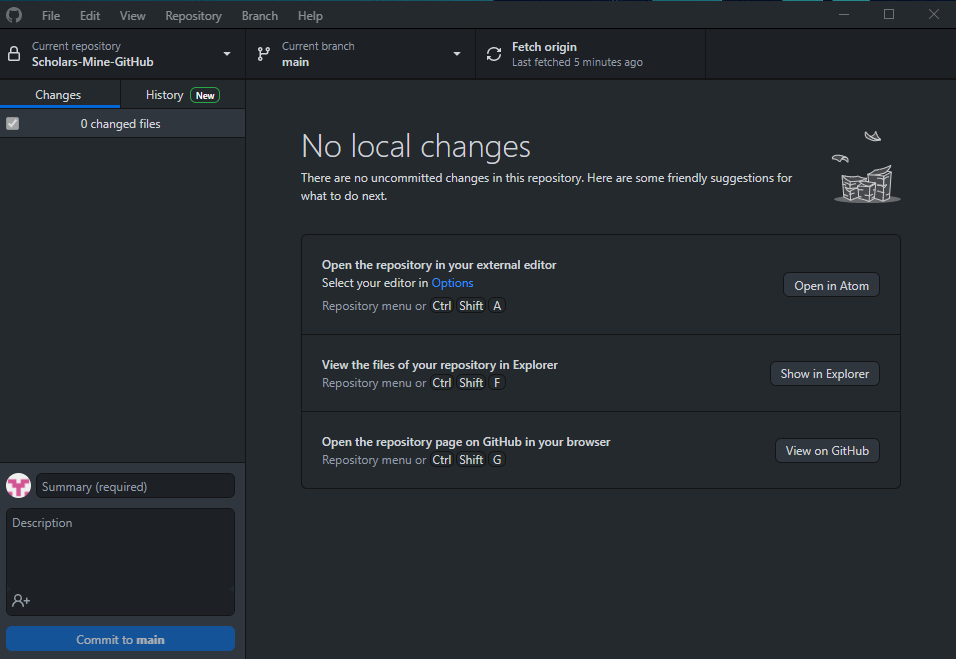 File Edit View Repository Branch Help
Current repository
Scholars-Mine-GitHub
Current branch
main
Fetch origin
Last fetched 5 minutes ago
Changes
History New
0 changed files
No local changes
There are no uncommitted changes in this repository. Here are some friendly suggestions for
what to do next.
Open the repository in your external editor
Select your editor in Options
Repository menu or Ctrl Shift A
Open in Atom
View the files of your repository in Explorer
Repository menu or Ctrl Shift F
Show in Explorer
Open the repository page on GitHub in your browser
Repository menu or Ctrl Shift G
View on GitHub
Summary (required)
Description
Commit to main